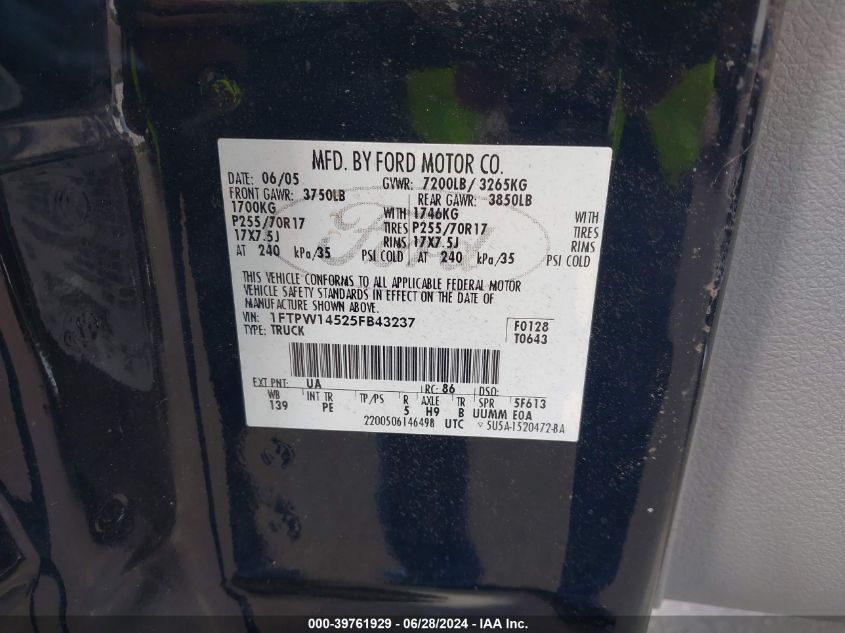 MFD. BY FORD MOTOR CO.
DATE: 06/05 GVWR: 7200LB/ 3265KG
FRONT GAWR: 3750LB REAR GAWR: 3850LB
1700KG WITH 1746KG WITH
P255/70R17 TIRES P255/70R17 TIRES
17X7.5J RIMS 17X7.5J RIMS
AT 240 kPa/35 PSI COLD AT 240 kPa/35 PSI COLD
THIS VEHICLE CONFORMS TO ALL APPLICABLE FEDERAL MOTOR
VEHICLE SAFETY STANDARDS IN EFFECT ON THE DATE OF
MANUFACTURE SHOWN ABOVE.
VIN: 1FTPW14525FB43237 F0128
TYPE: TRUCK T0643
EXT PNT: UA RC: 86 DSO:
WB INT TR TP/PS R AXLE TR SPR 5F613
139 PE 5 H9 B UUMM E0A
2200506146498 UTC ▽ 5U5A-1520472-BA
Ford
000-39761929 - 06/28/2024 - IAAI.COM